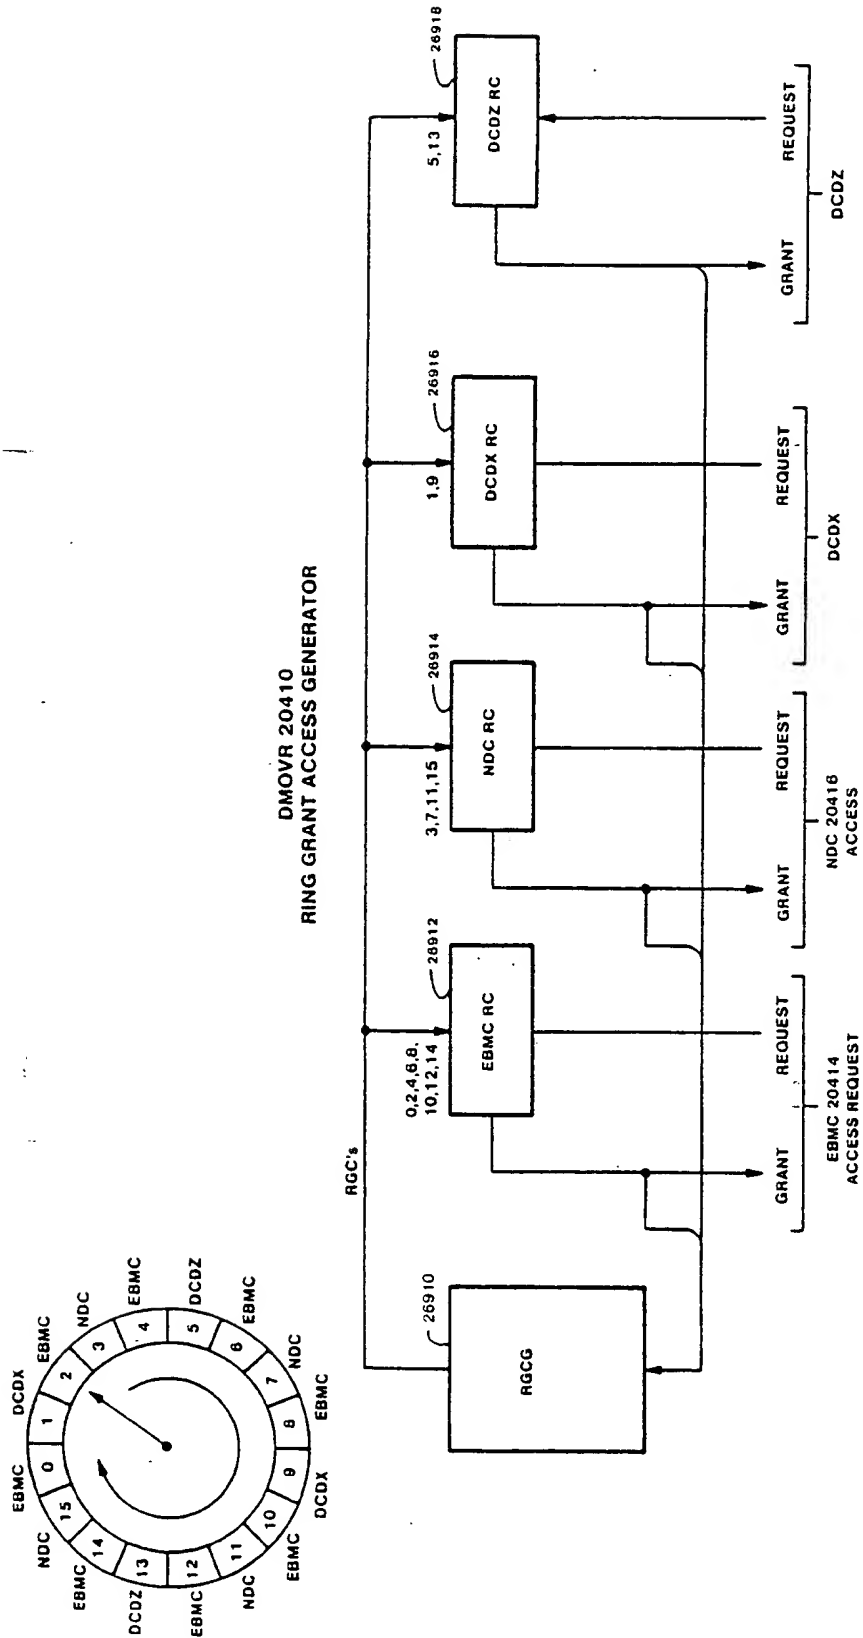 DMOVR 20410
RING GRANT ACCESS GENERATOR
EBMC
DCDX
EBMC
NDC
EBMC
DCDZ
EBMC
NDC
EBMC
DCDX
EBMC
NDC
EBMC
DCDZ
EBMC
NDC
0
1
2
3
4
5
6
7
8
9
10
11
12
13
14
15
RGC's
26910
RGCG
0,2,4,6,8,
10,12,14
26912
EBMC RC
3,7,11,15
26914
NDC RC
1,9
26916
DCDX RC
5,13
26918
DCDZ RC
GRANT
REQUEST
EBMC 20414
ACCESS REQUEST
GRANT
REQUEST
NDC 20416
ACCESS
GRANT
REQUEST
DCDX
GRANT
REQUEST
DCDZ